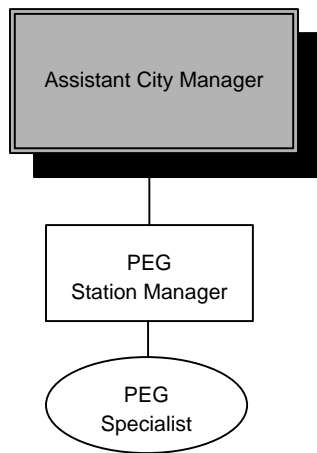 Assistant City Manager
PEG
Station Manager
PEG
Specialist